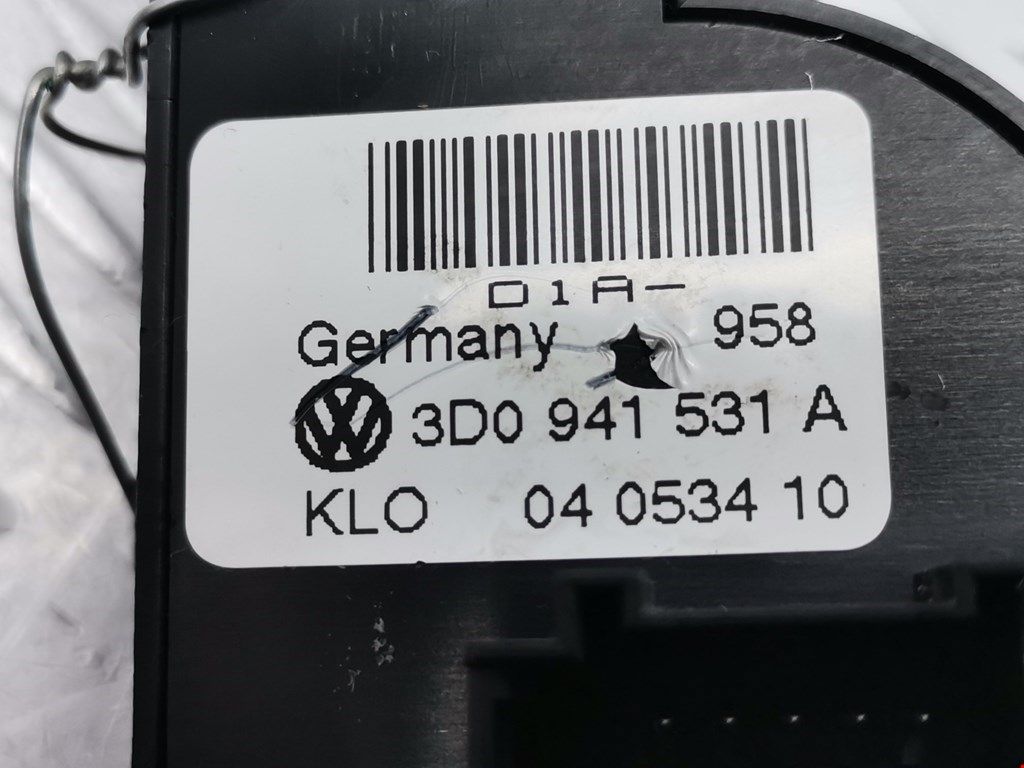 D1A-
Germany 958
3D0 941 531 A
KLO 04 0534 10